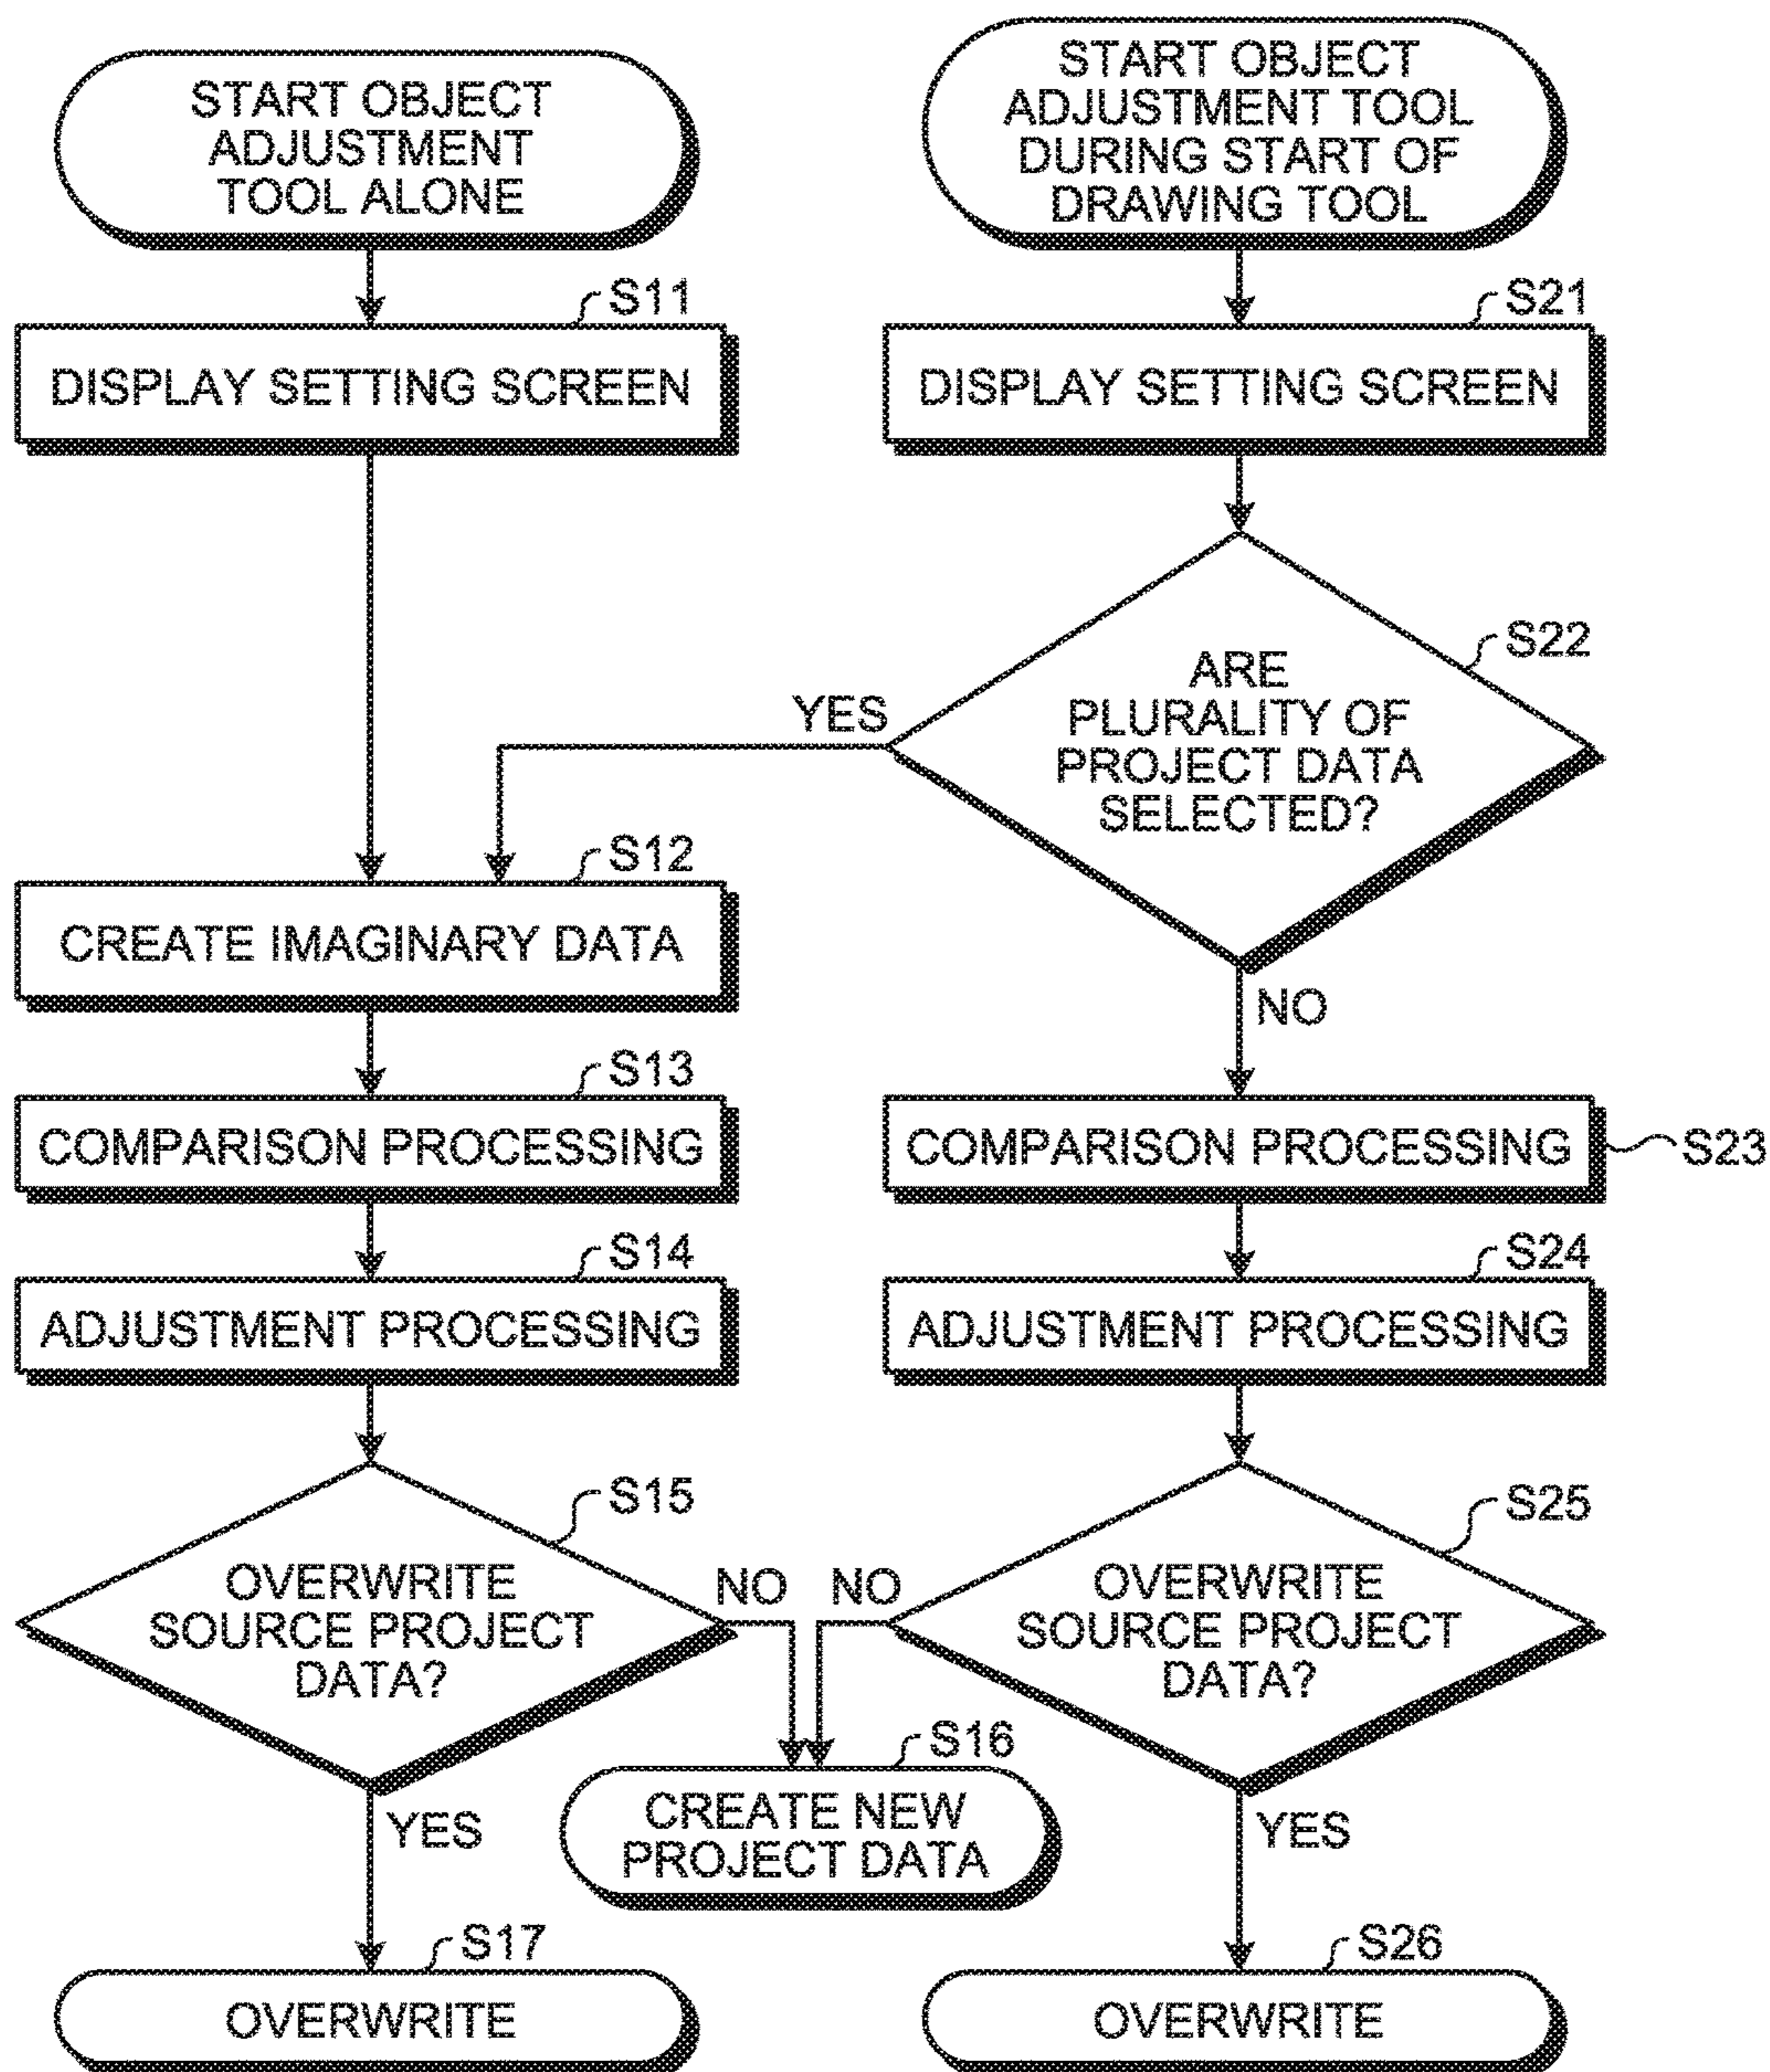 START OBJECT
ADJUSTMENT
TOOL ALONE
S11
DISPLAY SETTING SCREEN
S12
CREATE IMAGINARY DATA
S13
COMPARISON PROCESSING
S14
ADJUSTMENT PROCESSING
S15
OVERWRITE
SOURCE PROJECT
DATA?
NO
YES
S17
OVERWRITE
START OBJECT
ADJUSTMENT TOOL
DURING START OF
DRAWING TOOL
S21
DISPLAY SETTING SCREEN
S22
ARE
PLURALITY OF
PROJECT DATA
SELECTED?
YES
NO
S23
COMPARISON PROCESSING
S24
ADJUSTMENT PROCESSING
S25
OVERWRITE
SOURCE PROJECT
DATA?
NO
S16
CREATE NEW
PROJECT DATA
YES
S26
OVERWRITE